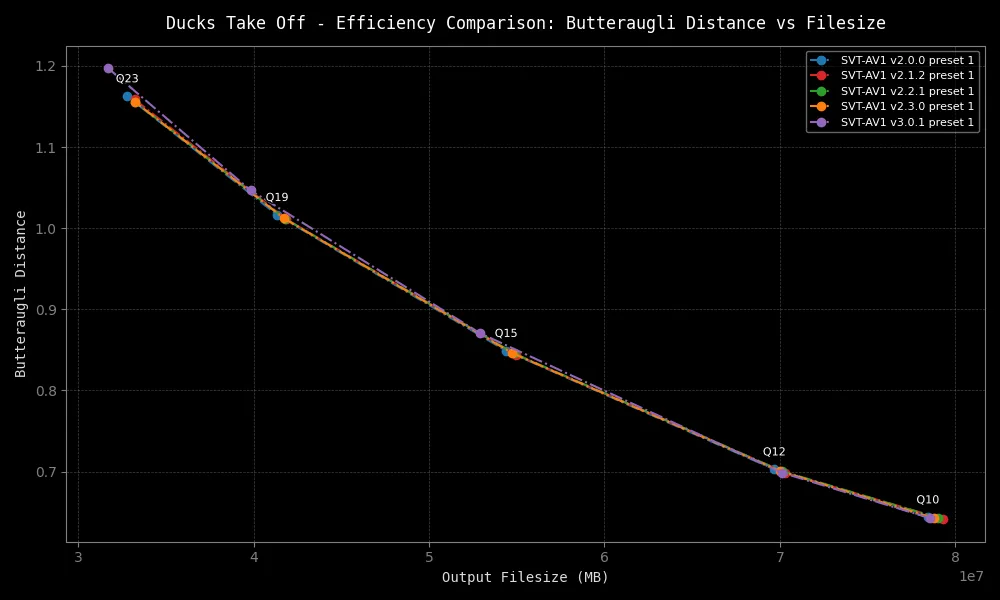 Ducks Take Off - Efficiency Comparison: Butteraugli Distance vs Filesize
SVT-AV1 v2.0.0 preset 1
SVT-AV1 v2.1.2 preset 1
SVT-AV1 v2.2.1 preset 1
SVT-AV1 v2.3.0 preset 1
SVT-AV1 v3.0.1 preset 1
1.2
1.1
1.0
0.9
0.8
0.7
Butteraugli Distance
Q23
Q19
Q15
Q12
Q10
3
4
5
6
7
8
1e7
Output Filesize (MB)